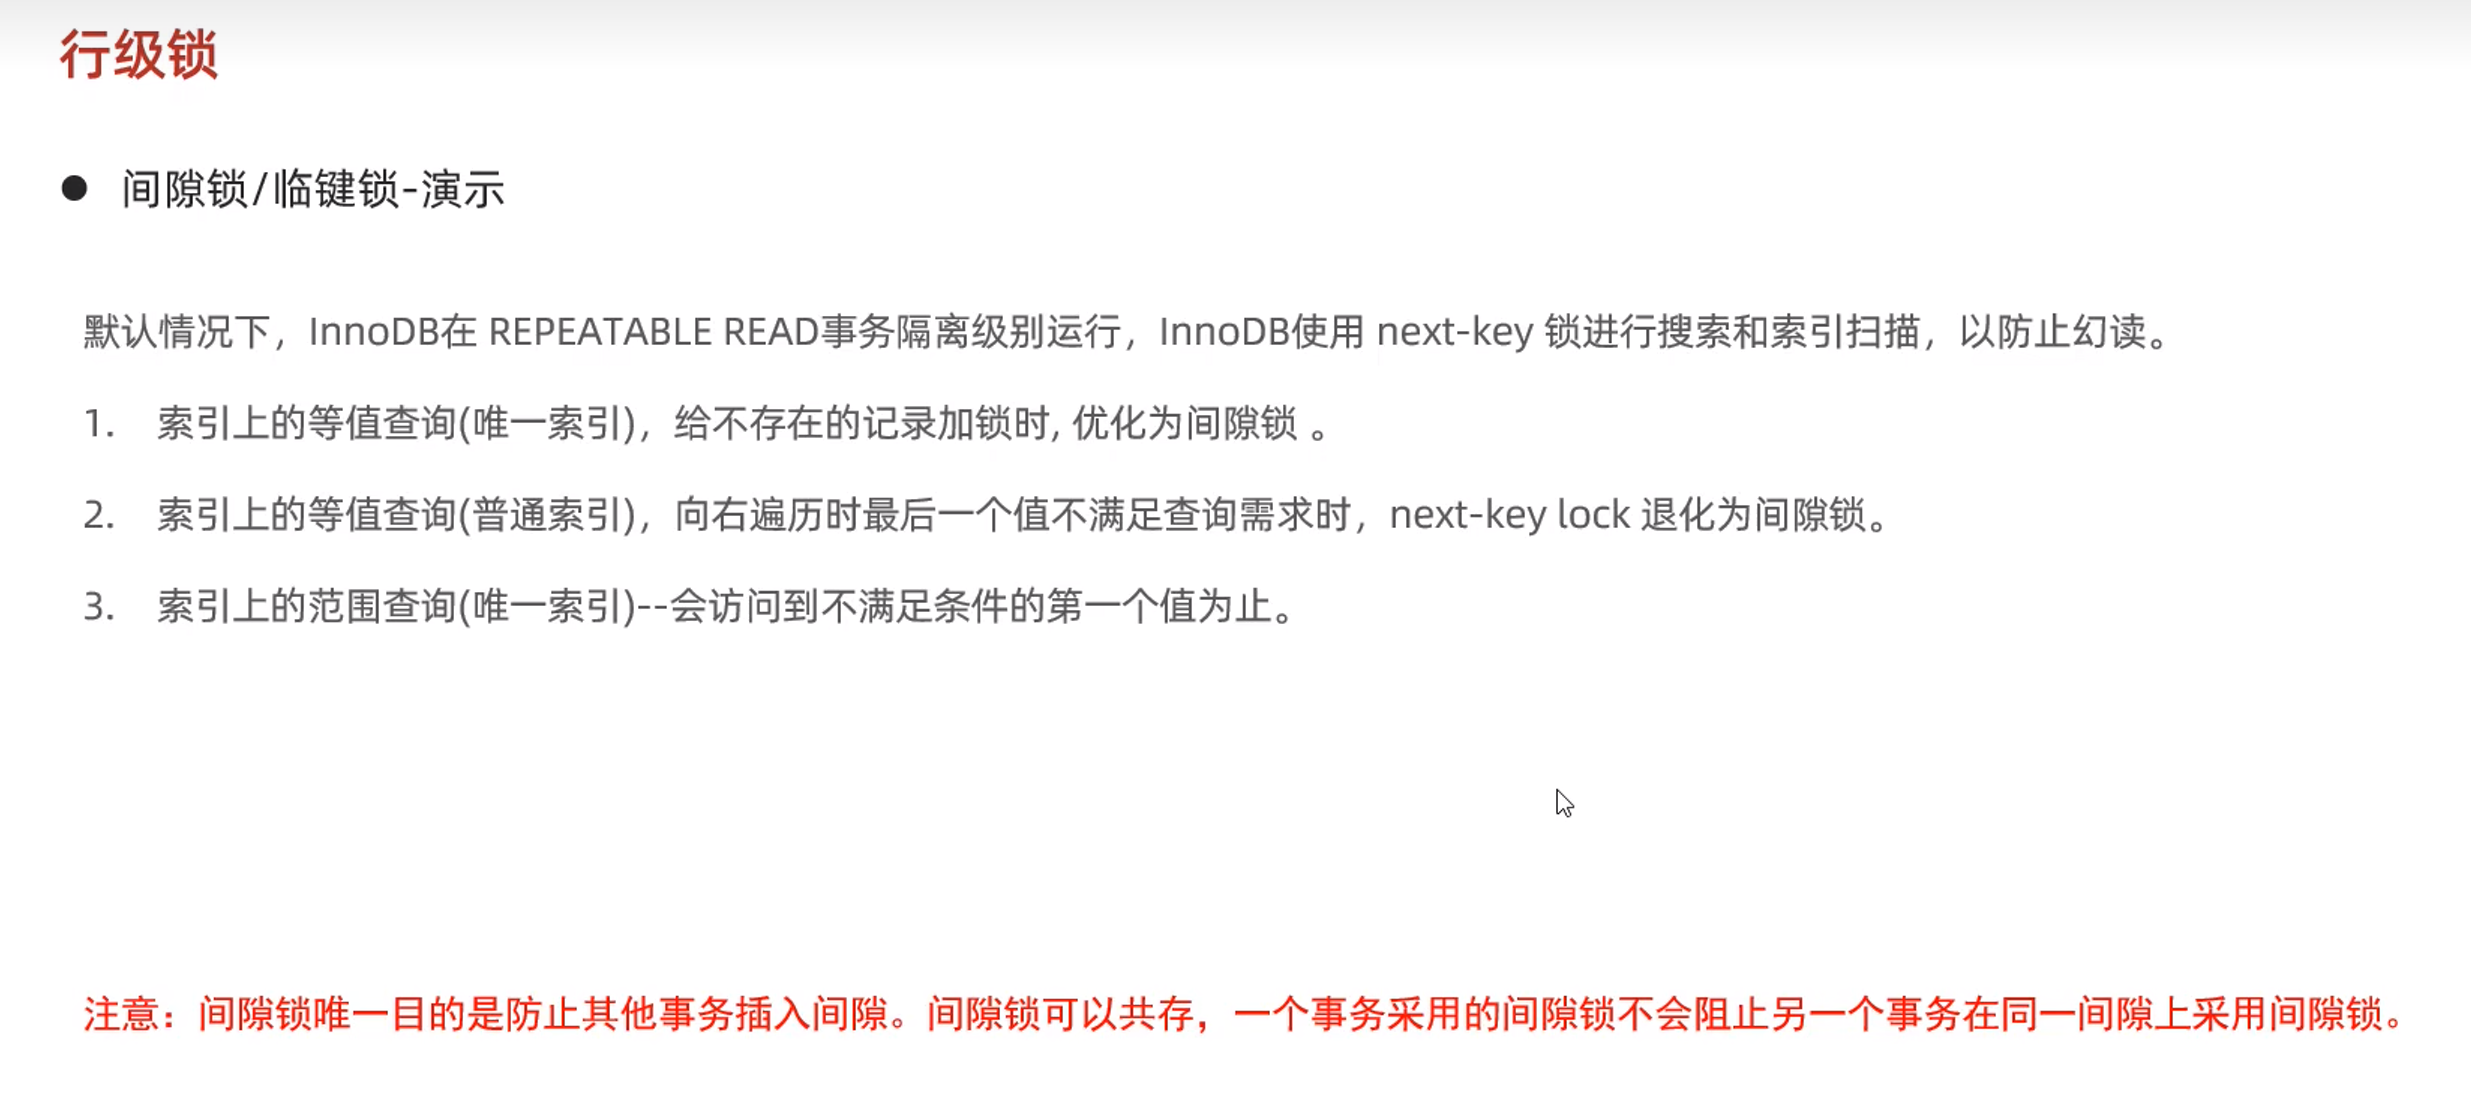 行级锁
● 间隙锁/临键锁-演示
默认情况下，InnoDB在 REPEATABLE READ事务隔离级别运行，InnoDB使用 next-key 锁进行搜索和索引扫描，以防止幻读。
1. 索引上的等值查询(唯一索引)，给不存在的记录加锁时, 优化为间隙锁 。
2. 索引上的等值查询(普通索引)，向右遍历时最后一个值不满足查询需求时，next-key lock 退化为间隙锁。
3. 索引上的范围查询(唯一索引)--会访问到不满足条件的第一个值为止。
注意：间隙锁唯一目的是防止其他事务插入间隙。间隙锁可以共存，一个事务采用的间隙锁不会阻止另一个事务在同一间隙上采用间隙锁。